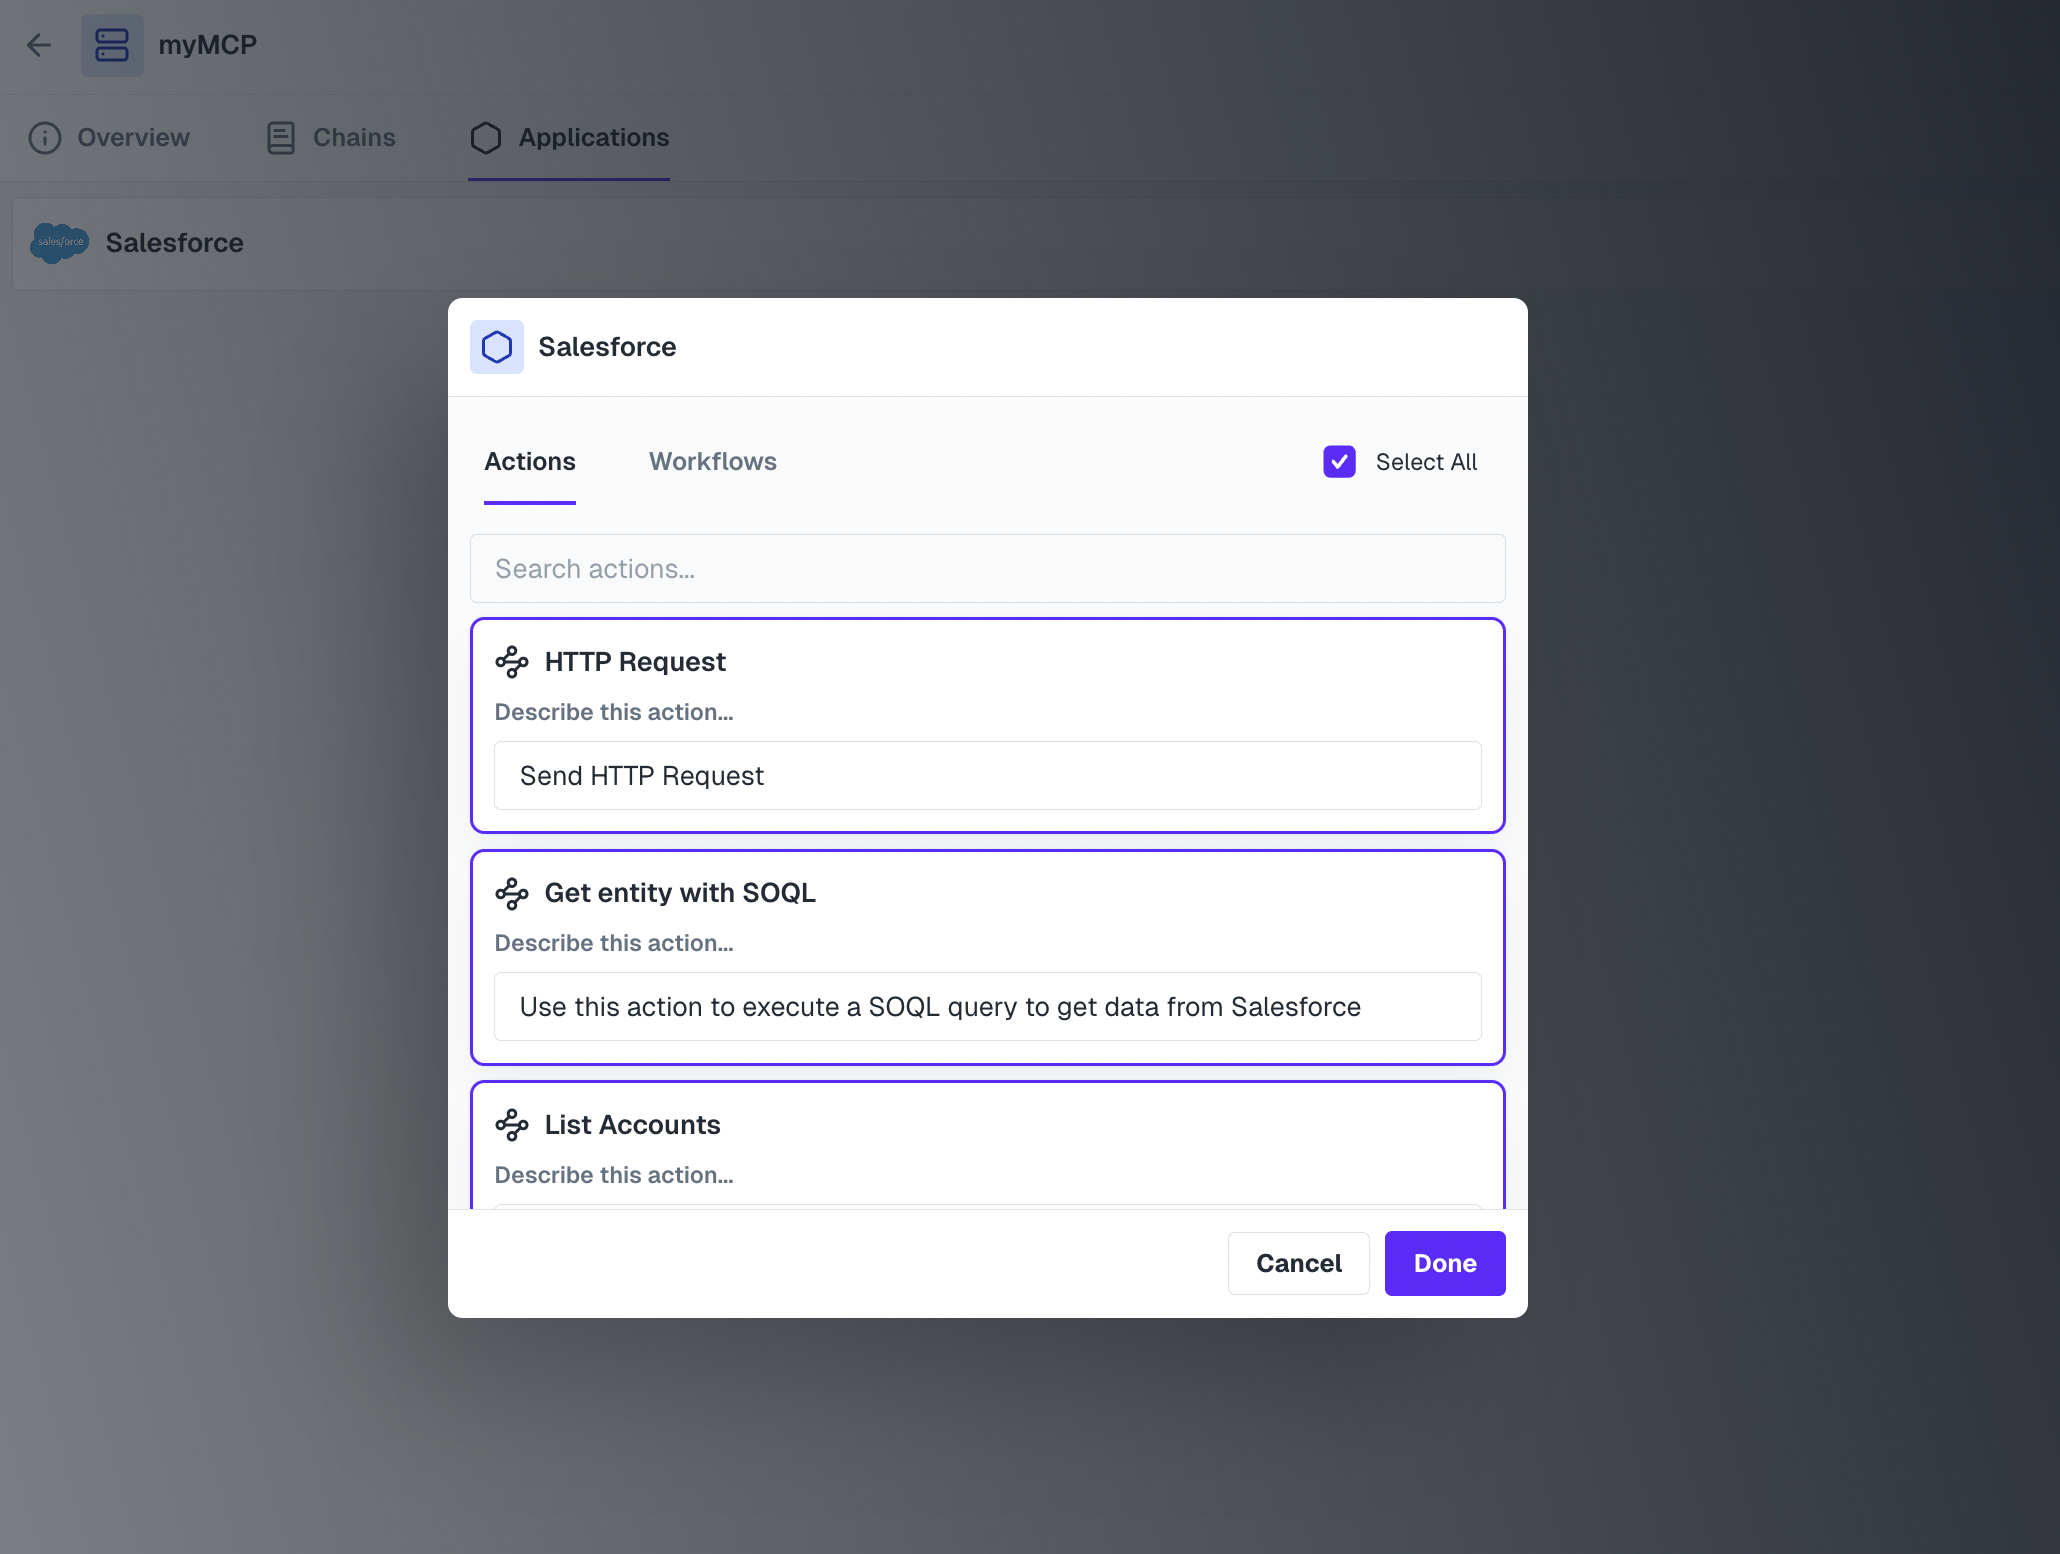 myMCP
Overview
Chains
Applications
salesforce
Salesforce
Salesforce
Actions
Workflows
Select All
Search actions...
HTTP Request
Describe this action...
Send HTTP Request
Get entity with SOQL
Describe this action...
Use this action to execute a SOQL query to get data from Salesforce
List Accounts
Describe this action...
Cancel
Done